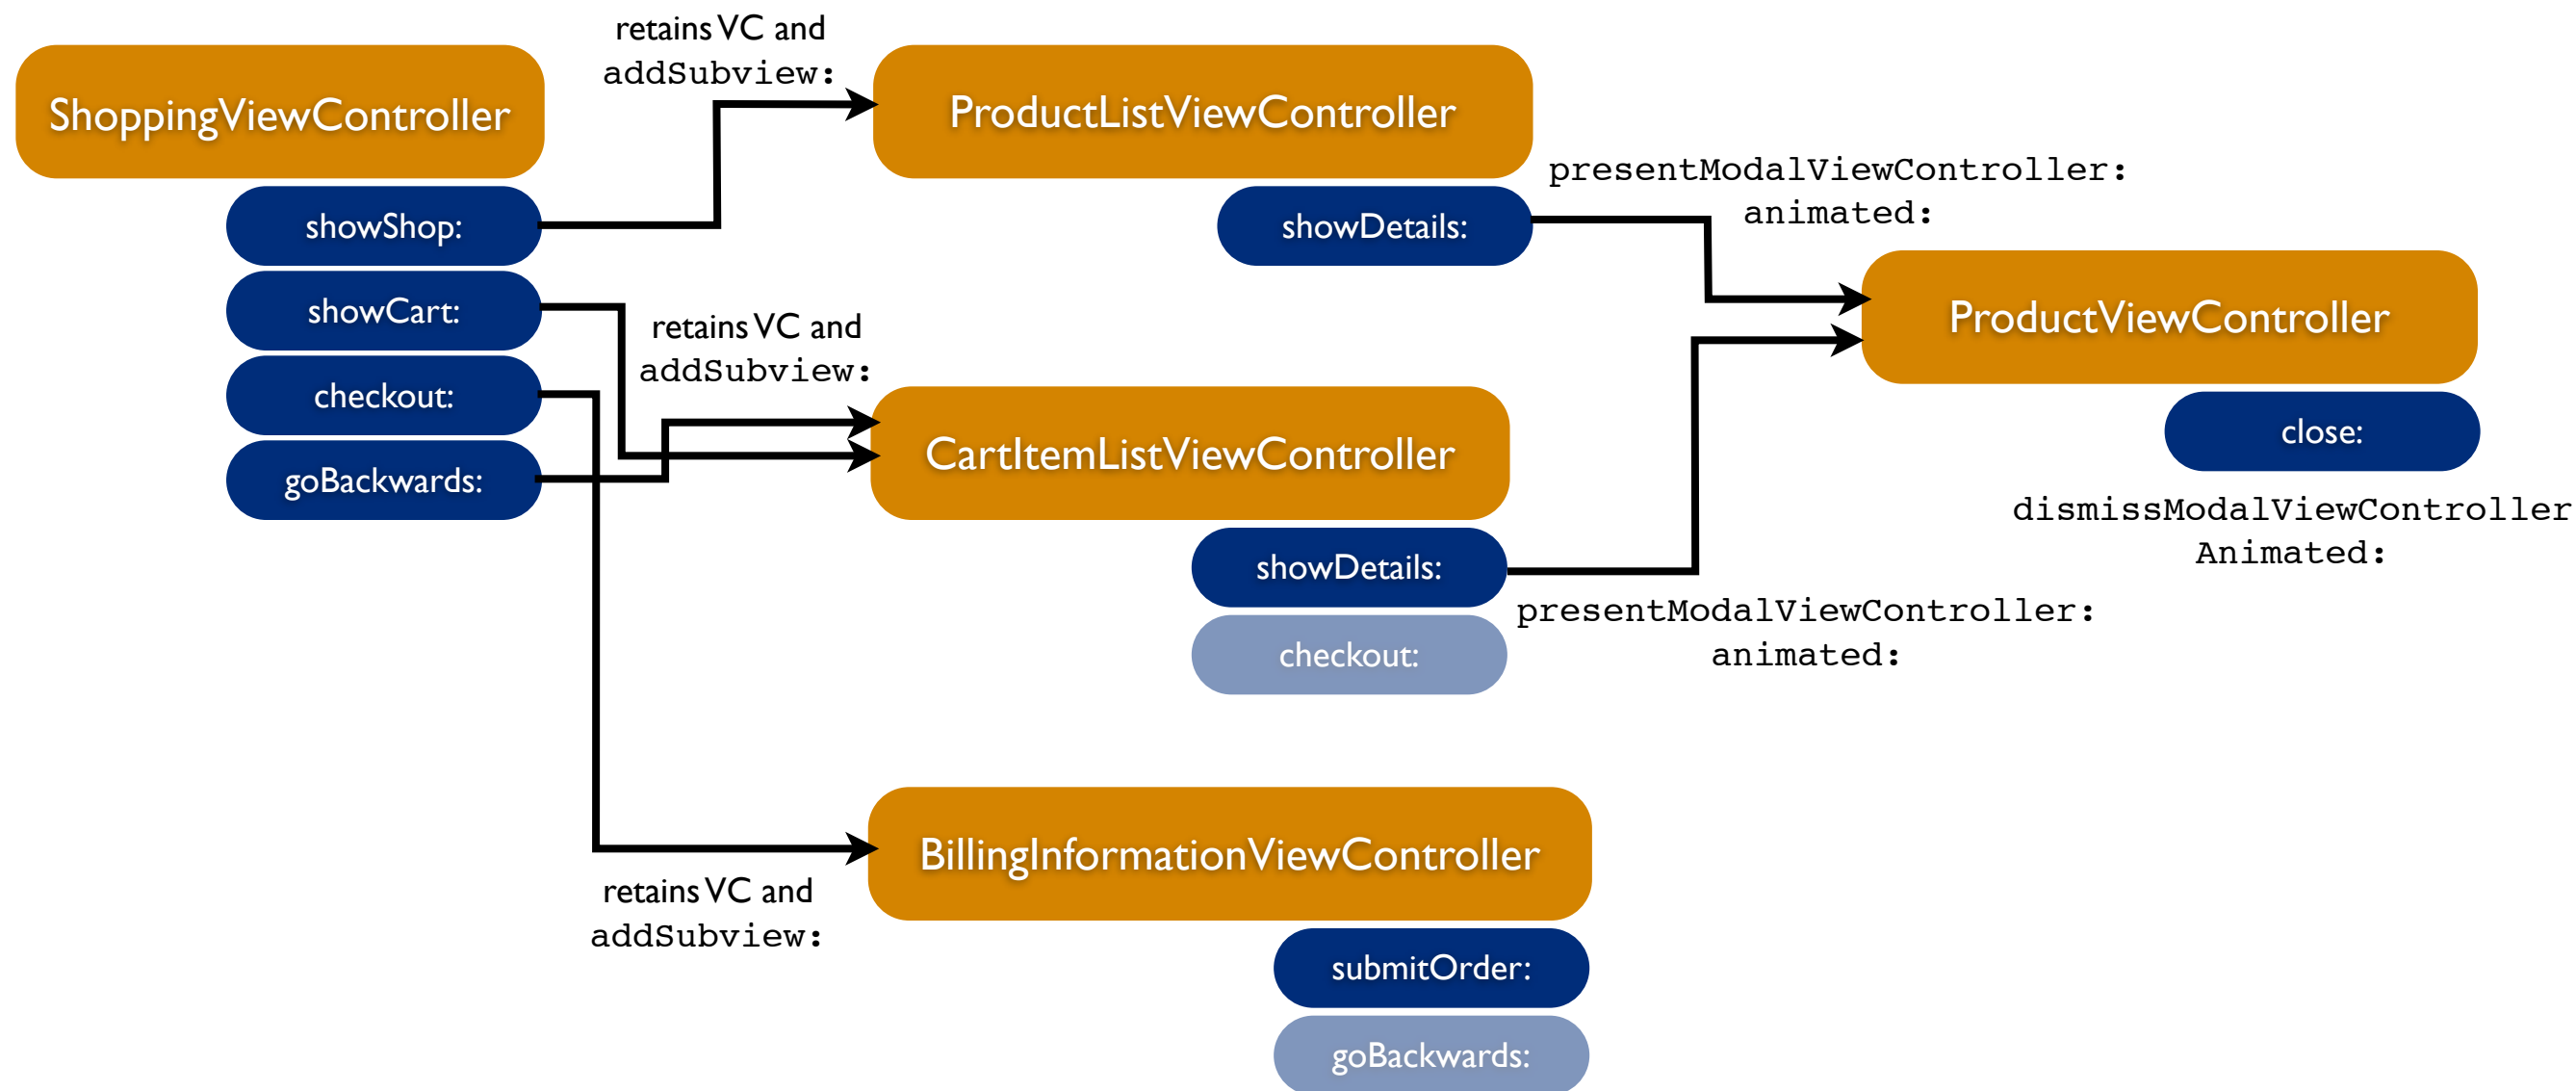 retains VC and
addSubview:
ShoppingViewController
ProductListViewController
presentModalViewController:
animated:
showShop:
showDetails:
showCart:
retains VC and
addSubview:
ProductViewController
checkout:
CartItemListViewController
close:
goBackwards:
dismissModalViewController
Animated:
showDetails:
presentModalViewController:
animated:
checkout:
BillingInformationViewController
retains VC and
addSubview:
submitOrder:
goBackwards: